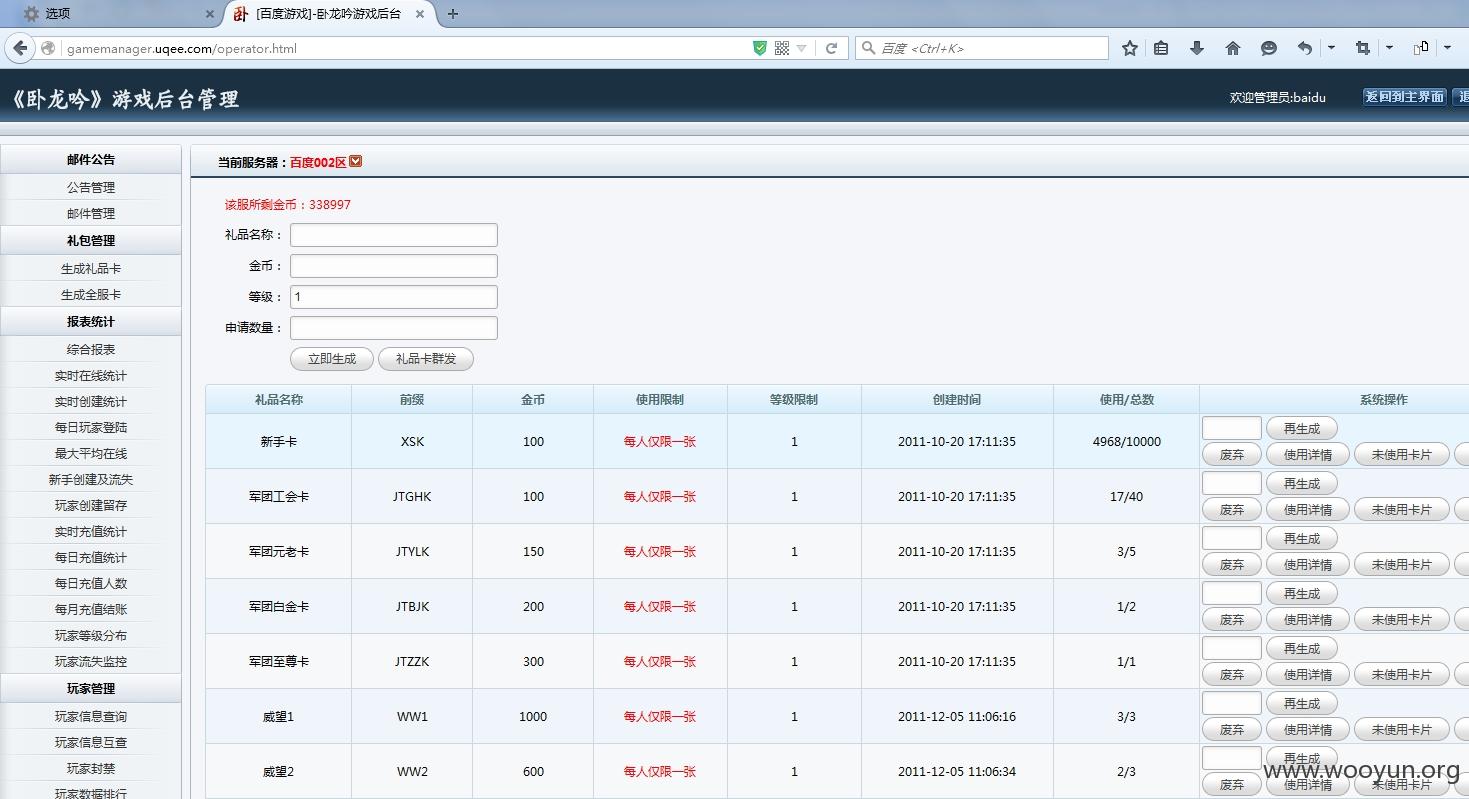 选项
[百度游戏]-卧龙吟游戏后台
gamemanager.uqee.com/operator.html
百度 <Ctrl+K>
《卧龙吟》游戏后台管理
欢迎管理员:baidu
返回到主界面
邮件公告
公告管理
邮件管理
礼包管理
生成礼品卡
生成全服卡
报表统计
综合报表
实时在线统计
实时创建统计
每日玩家登陆
最大平均在线
新手创建及流失
玩家创建留存
实时充值统计
每日充值统计
每日充值人数
每月充值结账
玩家等级分布
玩家流失监控
玩家管理
玩家信息查询
玩家信息互查
玩家封禁
玩家数据排行
当前服务器：百度002区
该服所剩金币：338997
礼品名称：
金币：
等级： 1
申请数量：
立即生成 礼品卡群发
礼品名称 前缀 金币 使用限制 等级限制 创建时间 使用/总数 系统操作
新手卡 XSK 100 每人仅限一张 1 2011-10-20 17:11:35 4968/10000 再生成
废弃 使用详情 未使用卡片
军团工会卡 JTGHK 100 每人仅限一张 1 2011-10-20 17:11:35 17/40 再生成
废弃 使用详情 未使用卡片
军团元老卡 JTYLK 150 每人仅限一张 1 2011-10-20 17:11:35 3/5 再生成
废弃 使用详情 未使用卡片
军团白金卡 JTBJK 200 每人仅限一张 1 2011-10-20 17:11:35 1/2 再生成
废弃 使用详情 未使用卡片
军团至尊卡 JTZZK 300 每人仅限一张 1 2011-10-20 17:11:35 1/1 再生成
废弃 使用详情 未使用卡片
威望1 WW1 1000 每人仅限一张 1 2011-12-05 11:06:16 3/3 再生成
废弃 使用详情 未使用卡片
威望2 WW2 600 每人仅限一张 1 2011-12-05 11:06:34 2/3 再生成
废弃 使用详情 未使用卡片
www.wooyun.org